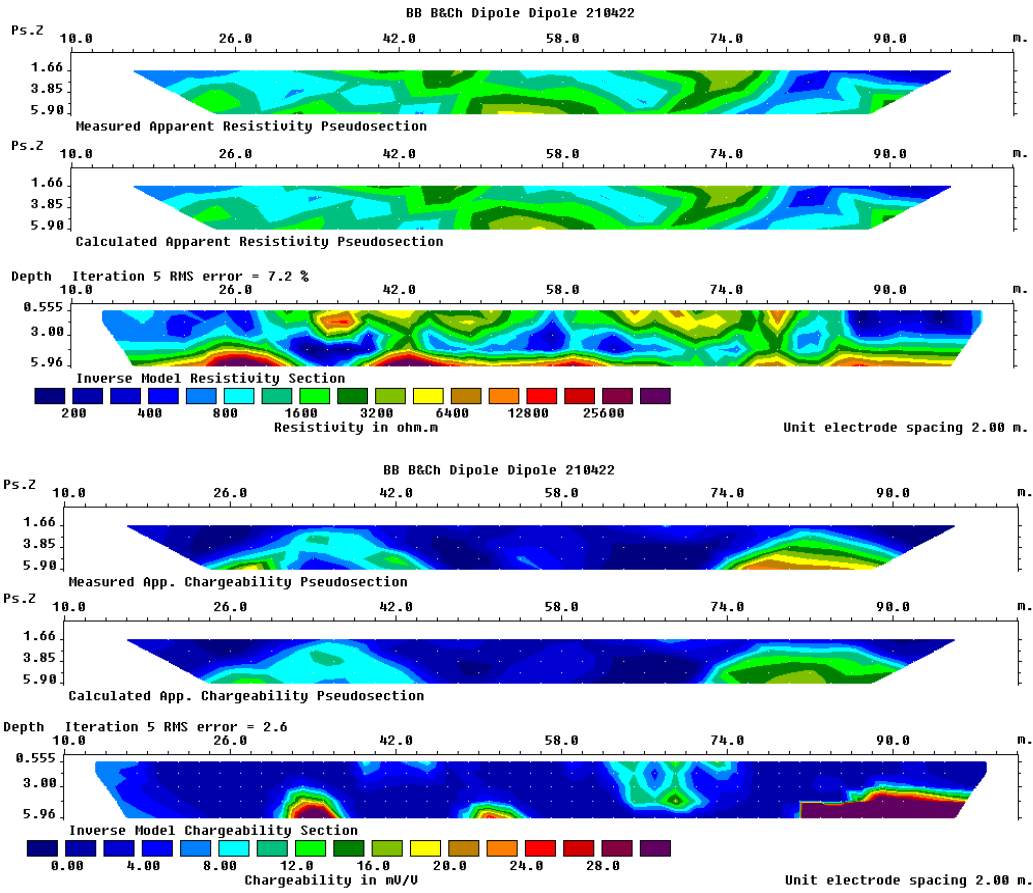 BB B&Ch Dipole Dipole 210422
Ps.Z 10.0 26.0 42.0 58.0 74.0 90.0 m.
1.66
3.85
5.90
Measured Apparent Resistivity Pseudosection
Ps.Z 10.0 26.0 42.0 58.0 74.0 90.0 m.
1.66
3.85
5.90
Calculated Apparent Resistivity Pseudosection
Depth Iteration 5 RMS error = 7.2 %
10.0 26.0 42.0 58.0 74.0 90.0 m.
0.555
3.00
5.96
Inverse Model Resistivity Section
200 400 800 1600 3200 6400 12800 25600
Resistivity in ohm.m Unit electrode spacing 2.00 m.
BB B&Ch Dipole Dipole 210422
Ps.Z 10.0 26.0 42.0 58.0 74.0 90.0 m.
1.66
3.85
5.90
Measured App. Chargeability Pseudosection
Ps.Z 10.0 26.0 42.0 58.0 74.0 90.0 m.
1.66
3.85
5.90
Calculated App. Chargeability Pseudosection
Depth Iteration 5 RMS error = 2.6
10.0 26.0 42.0 58.0 74.0 90.0 m.
0.555
3.00
5.96
Inverse Model Chargeability Section
0.00 4.00 8.00 12.0 16.0 20.0 24.0 28.0
Chargeability in mV/V Unit electrode spacing 2.00 m.